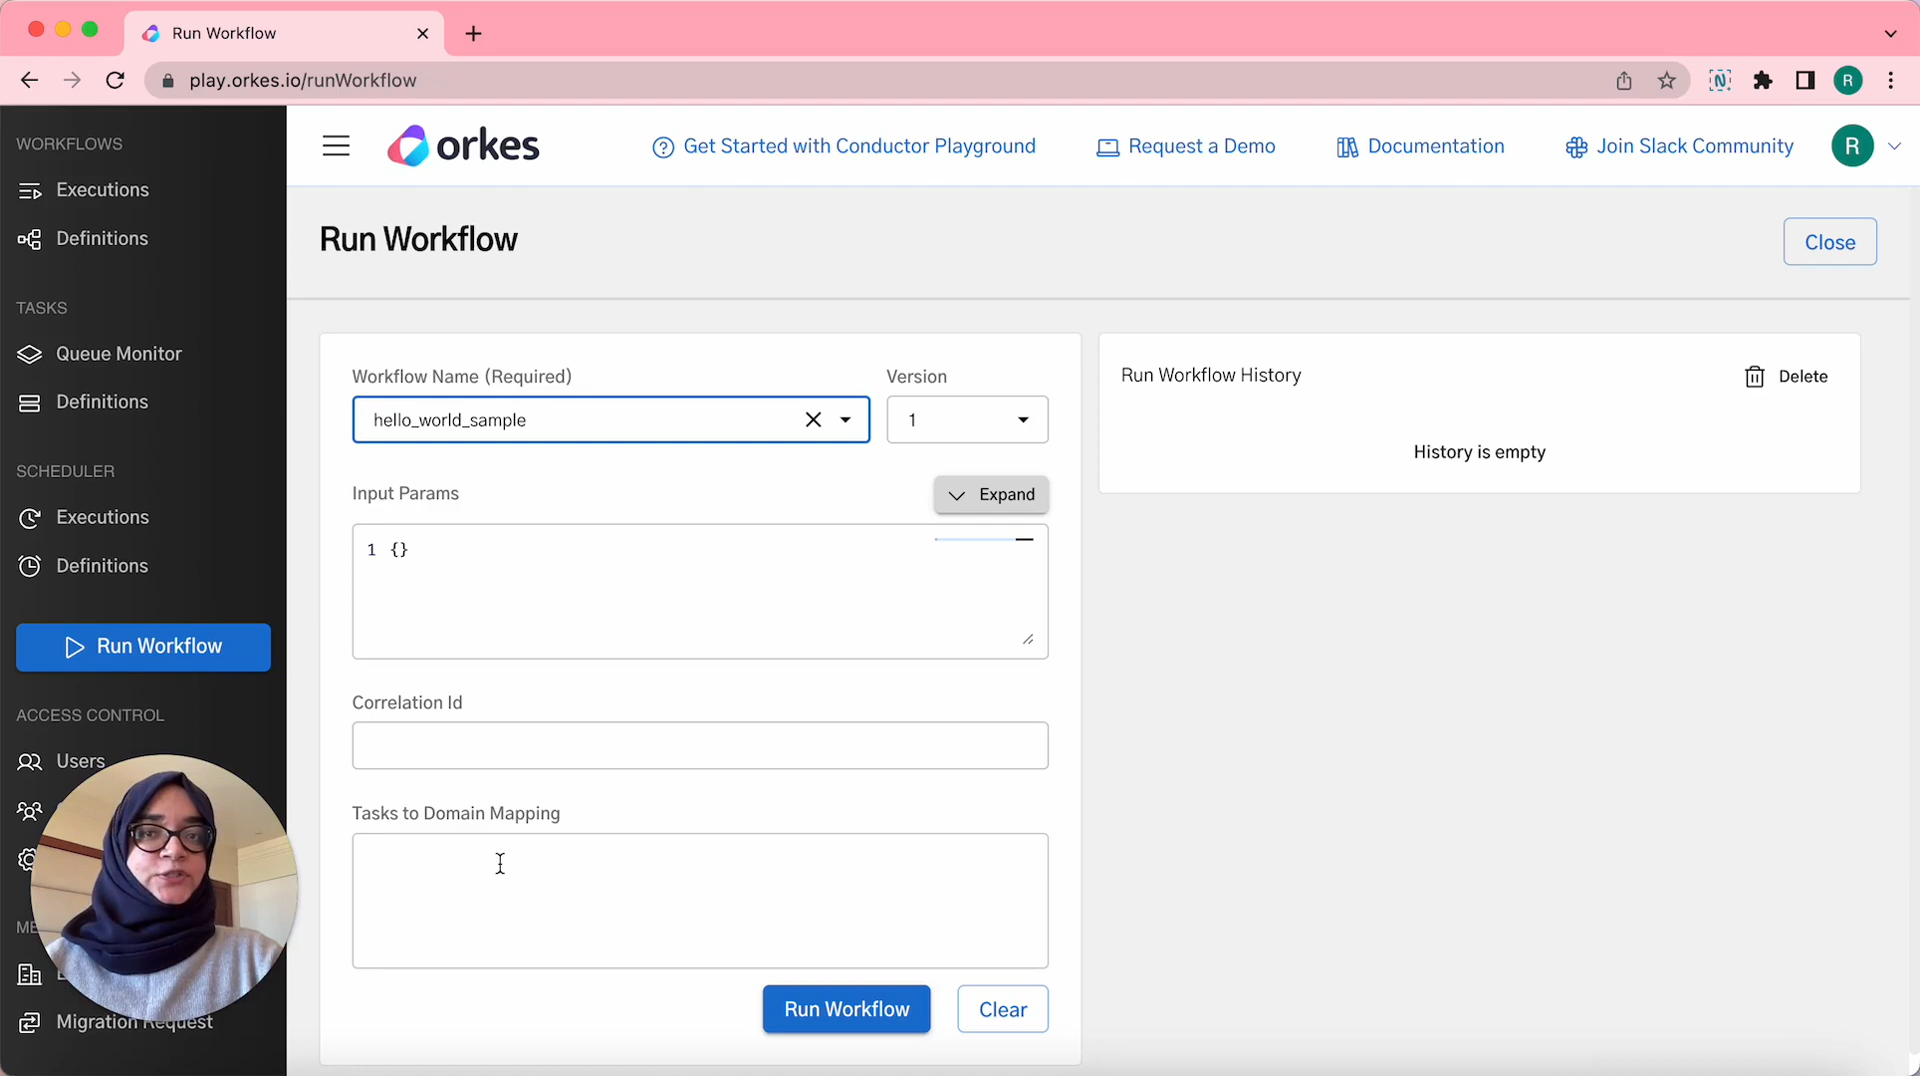 Run Workflow
play.orkes.io/runWorkflow
R
WORKFLOWS
Executions
Definitions
TASKS
Queue Monitor
Definitions
SCHEDULER
Executions
Definitions
Run Workflow
ACCESS CONTROL
Users
Migration Request
orkes
Get Started with Conductor Playground
Request a Demo
Documentation
Join Slack Community
R
Run Workflow
Close
Workflow Name (Required)
Version
hello_world_sample
1
Input Params
Expand
1 {}
Correlation Id
Tasks to Domain Mapping
Run Workflow
Clear
Run Workflow History
Delete
History is empty